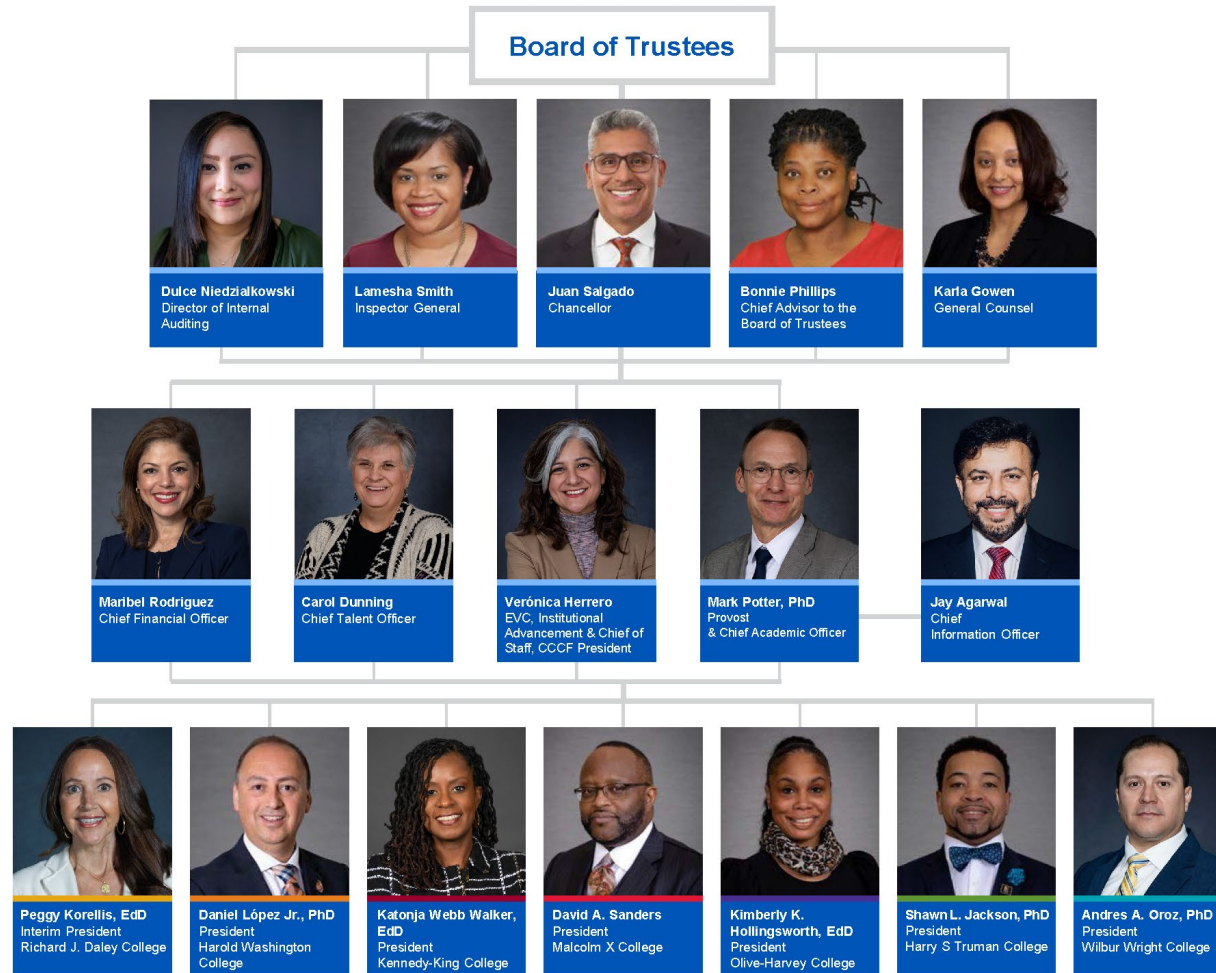 Board of Trustees
Dulce Niedzialkowski
Director of Internal
Auditing
Lamesha Smith
Inspector General
Juan Salgado
Chancellor
Bonnie Phillips
Chief Advisor to the
Board of Trustees
Karla Gowen
General Counsel
Maribel Rodriguez
Chief Financial Officer
Carol Dunning
Chief Talent Officer
Verónica Herrero
EVC, Institutional
Advancement & Chief of
Staff, CCCF President
Mark Potter, PhD
Provost
& Chief Academic Officer
Jay Agarwal
Chief
Information Officer
Peggy Korellis, EdD
Interim President
Richard J. Daley College
Daniel López Jr., PhD
President
Harold Washington
College
Katonja Webb Walker,
EdD
President
Kennedy-King College
David A. Sanders
President
Malcolm X College
Kimberly K.
Hollingsworth, EdD
President
Olive-Harvey College
Shawn L. Jackson, PhD
President
Harry S Truman College
Andres A. Oroz, PhD
President
Wilbur Wright College